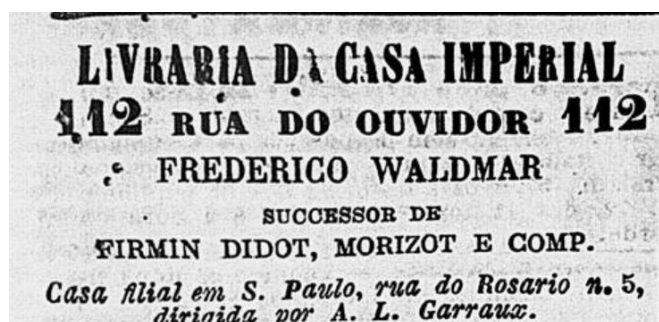 LIVRARIA DA CASA IMPERIAL
112 RUA DO OUVIDOR 112
FREDERICO WALDMAR
SUCCESSOR DE
FIRMIN DIDOT, MORIZOT E COMP.
Casa filial em S. Paulo, rua do Rosario n. 5,
dirigida por A. L. Garraux.